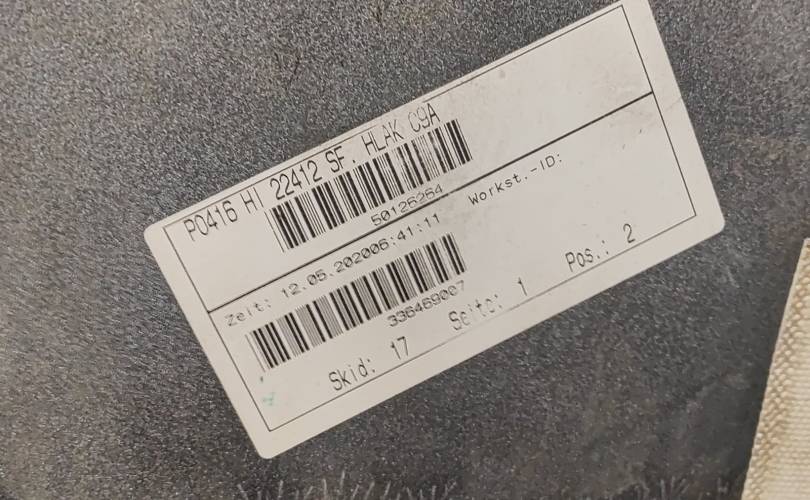 PO416 HI 22412 SF. HLAK C9A
50126264
Zeit: 12.05.202006:41:11 Workst.-ID:
336469007
Skid: 17 Seite: 1 Pos.: 2